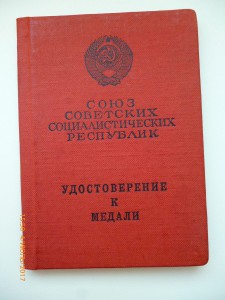 СОЮЗ
СОВЕТСКИХ
СОЦИАЛИСТИЧЕСКИХ
РЕСПУБЛИК
УДОСТОВЕРЕНИЕ
К
МЕДАЛИ